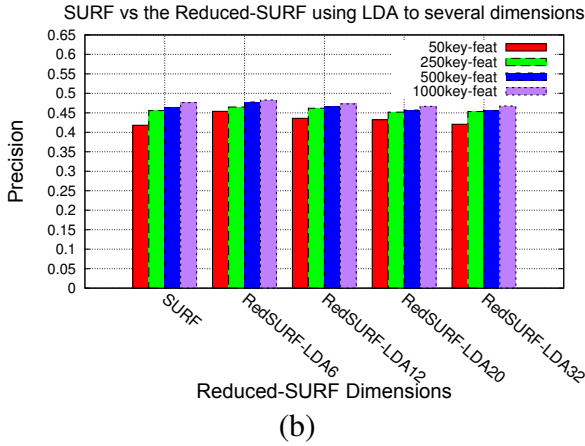 SURF vs the Reduced-SURF using LDA to several dimensions
0.65
0.6
0.55
0.5
0.45
0.4
0.35
0.3
0.25
0.2
0.15
0.1
0.05
0
Precision
50key-feat
250key-feat
500key-feat
1000key-feat
SURF
RedSURF-LDA6
RedSURF-LDA12
RedSURF-LDA20
RedSURF-LDA32
Reduced-SURF Dimensions
(b)